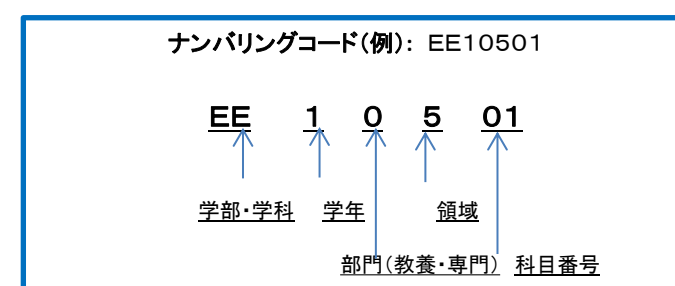 ナンバリングコード(例): EE10501
EE 1 0 5 01
学部・学科 学年 領域
部門(教養・専門) 科目番号